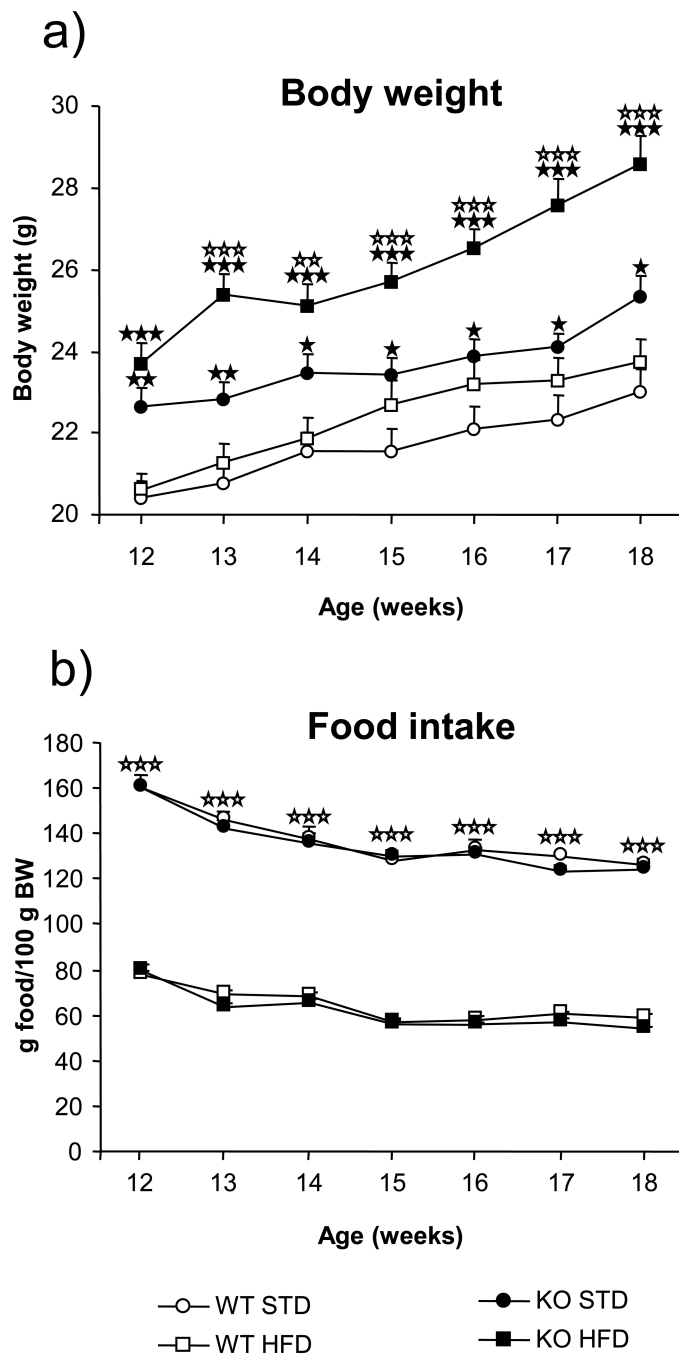 a)
Body weight
30
28
26
24
22
20
Body weight (g)
12 13 14 15 16 17 18
Age (weeks)
b)
Food intake
180
160
140
120
100
80
60
40
20
0
g food/100 g BW
12 13 14 15 16 17 18
Age (weeks)
WT STD KO STD
WT HFD KO HFD